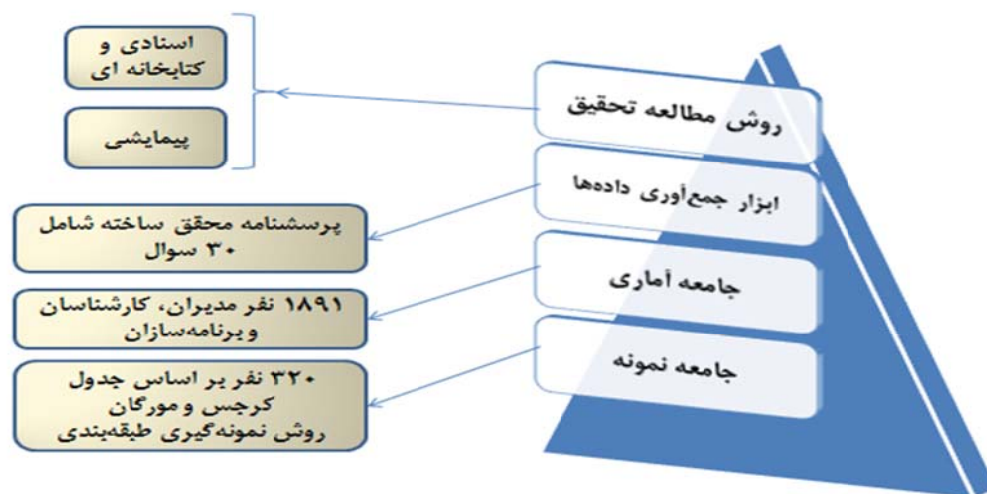 روش مطالعه تحقیق
اسنادی و
کتابخانه ای
پیمایشی
ابزار جمع‌آوری داده‌ها
پرسشنامه محقق ساخته شامل
۳۰ سوال
جامعه آماری
۱۸۹۱ نفر مدیران، کارشناسان
و برنامه‌سازان
جامعه نمونه
۳۲۰ نفر بر اساس جدول
کرجس و مورگان
روش نمونه‌گیری طبقه‌بندی